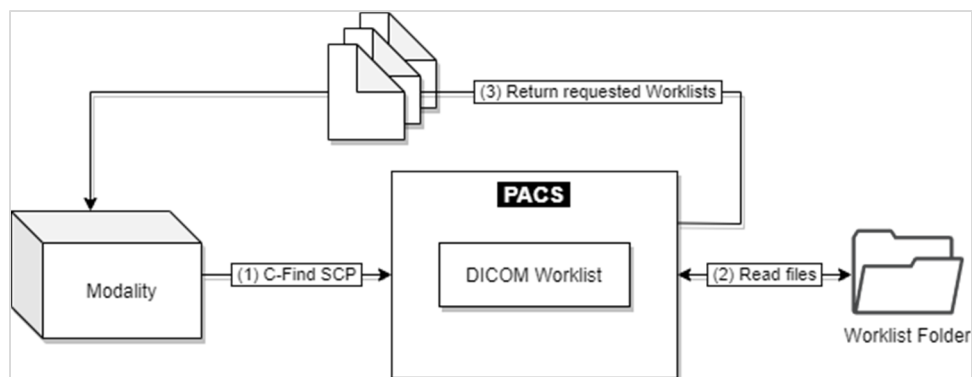 (3) Return requested Worklists
PACS
Modality
(1) C-Find SCP
DICOM Worklist
(2) Read files
Worklist Folder